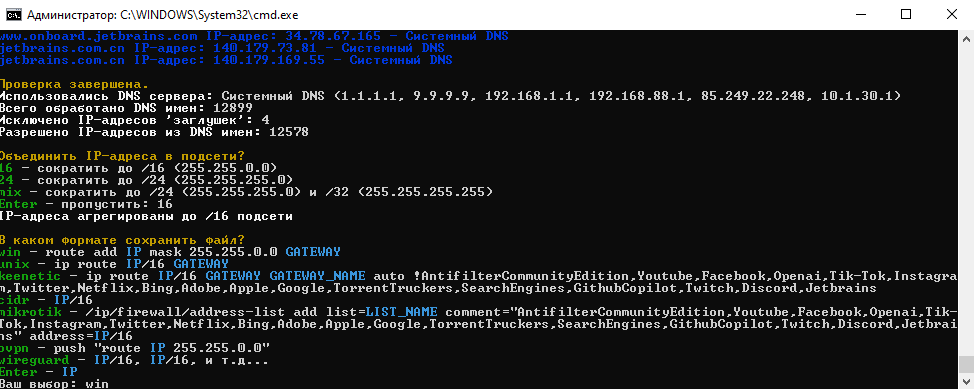 Администратор: C:\WINDOWS\System32\cmd.exe
www.onboard.jetbrains.com IP-адрес: 34.78.67.165 - Системный DNS
jetbrains.com.cn IP-адрес: 140.179.73.81 - Системный DNS
jetbrains.com.cn IP-адрес: 140.179.169.55 - Системный DNS
Проверка завершена.
Использовались DNS сервера: Системный DNS (1.1.1.1, 9.9.9.9, 192.168.1.1, 192.168.88.1, 85.249.22.248, 10.1.30.1)
Всего обработано DNS имен: 12899
Исключено IP-адресов 'заглушек': 4
Разрешено IP-адресов из DNS имен: 12578
Объединить IP-адреса в подсети?
16 - сократить до /16 (255.255.0.0)
24 - сократить до /24 (255.255.255.0)
mix - сократить до /24 (255.255.255.0) и /32 (255.255.255.255)
Enter - пропустить: 16
IP-адреса агрегированы до /16 подсети
В каком формате сохранить файл?
win - route add IP mask 255.255.0.0 GATEWAY
unix - ip route IP/16 GATEWAY
keenetic - ip route IP/16 GATEWAY GATEWAY_NAME auto !AntifilterCommunityEdition,Youtube,Facebook,Openai,Tik-Tok,Instagra
m,Twitter,Netflix,Bing,Adobe,Apple,Google,TorrentTruckers,SearchEngines,GithubCopilot,Twitch,Discord,Jetbrains
cidr - IP/16
mikrotik - /ip/firewall/address-list add list=LIST_NAME comment="AntifilterCommunityEdition,Youtube,Facebook,Openai,Tik-
Tok,Instagram,Twitter,Netflix,Bing,Adobe,Apple,Google,TorrentTruckers,SearchEngines,GithubCopilot,Twitch,Discord,Jetbrai
ns" address=IP/16
ovpn - push "route IP 255.255.0.0"
wireguard - IP/16, IP/16, и т.д...
Enter - IP
Ваш выбор: win